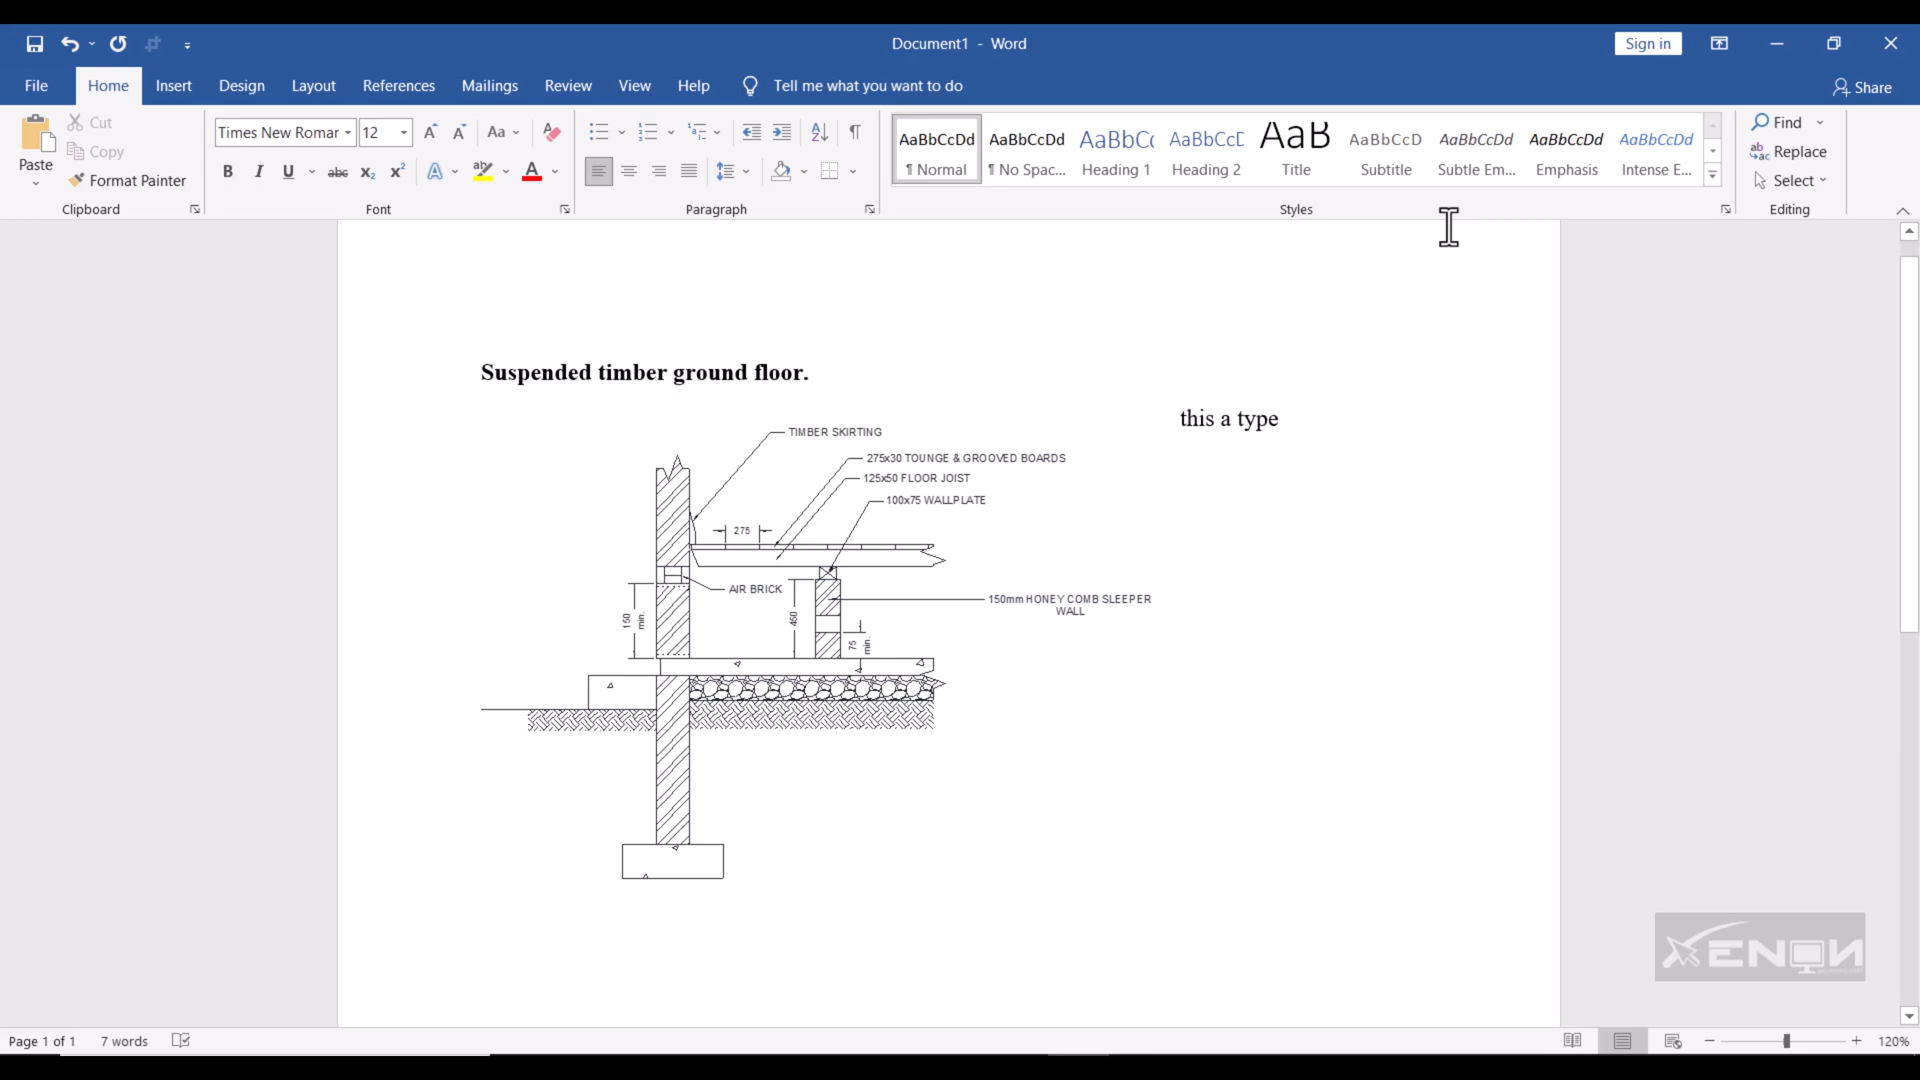 Document1 - Word
Sign in
File Home Insert Design Layout References Mailings Review View Help Tell me what you want to do
Share
Paste
Cut
Copy
Format Painter
Clipboard
Times New Romar 12
Font
Paragraph
AaBbCcDd AaBbCcDd AaBbCc AaBbCcC AaB AaBbCcD AaBbCcDd AaBbCcDd AaBbCcDd
¶ Normal ¶ No Spac... Heading 1 Heading 2 Title Subtitle Subtle Em... Emphasis Intense E...
Styles
Find
Replace
Select
Editing
Suspended timber ground floor.
this a type
TIMBER SKIRTING
275x30 TOUNGE & GROOVED BOARDS
125x50 FLOOR JOIST
100x75 WALLPLATE
275
AIR BRICK
150
min.
450
150mm HONEY COMB SLEEPER
WALL
75
min.
XENON
Page 1 of 1 7 words
120%